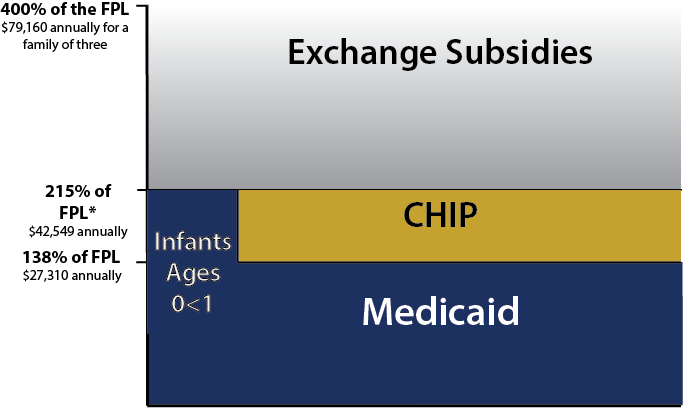 400% of the FPL
$79,160 annually for a
family of three
Exchange Subsidies
215% of
FPL*
$42,549 annually
CHIP
138% of FPL
$27,310 annually
Infants
Ages
0<1
Medicaid